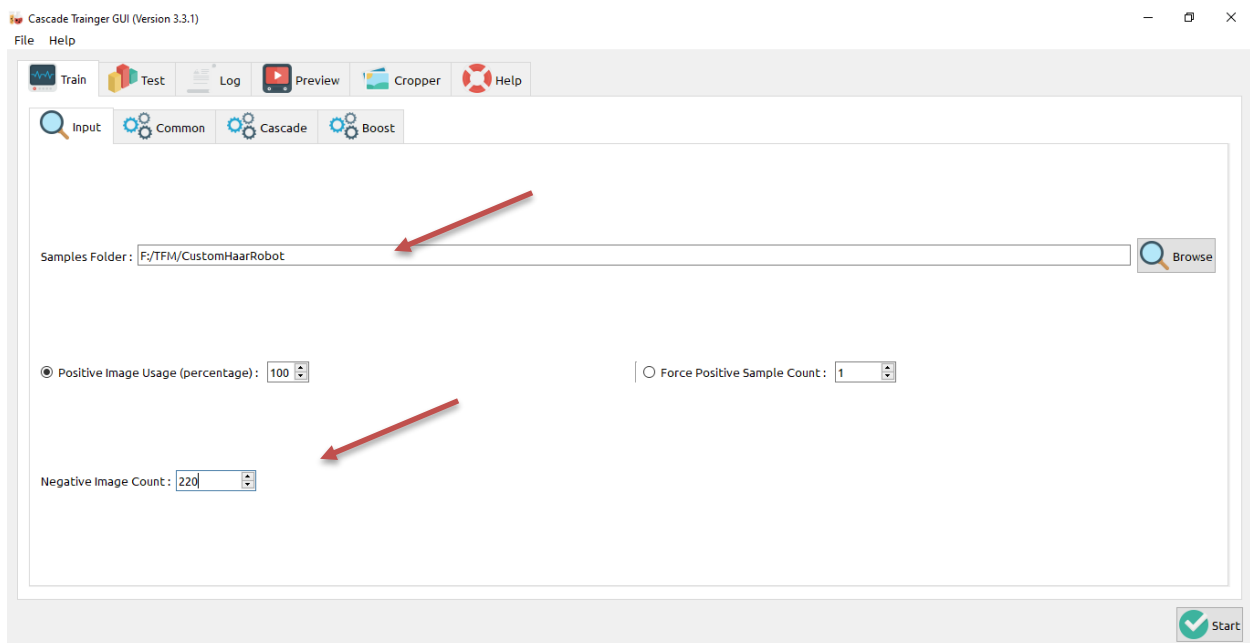 Cascade Trainger GUI (Version 3.3.1)
File Help
Train Test Log Preview Cropper Help
Input Common Cascade Boost
Samples Folder : F:/TFM/CustomHaarRobot Browse
Positive Image Usage (percentage) : 100 Force Positive Sample Count : 1
Negative Image Count : 220
Start